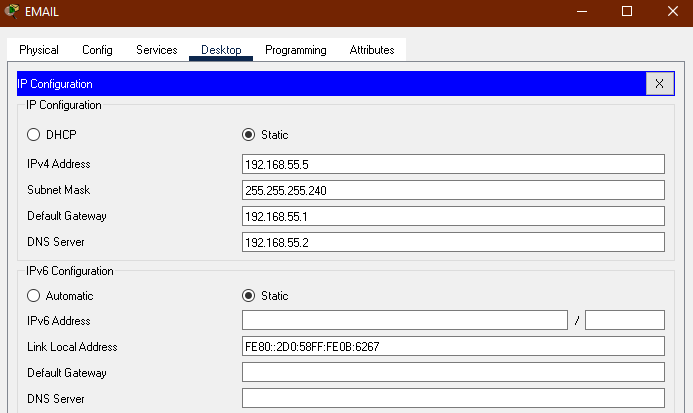 EMAIL
Physical Config Services Desktop Programming Attributes
IP Configuration X
IP Configuration
DHCP Static
IPv4 Address 192.168.55.5
Subnet Mask 255.255.255.240
Default Gateway 192.168.55.1
DNS Server 192.168.55.2
IPv6 Configuration
Automatic Static
IPv6 Address /
Link Local Address FE80::2D0:58FF:FE0B:6267
Default Gateway
DNS Server